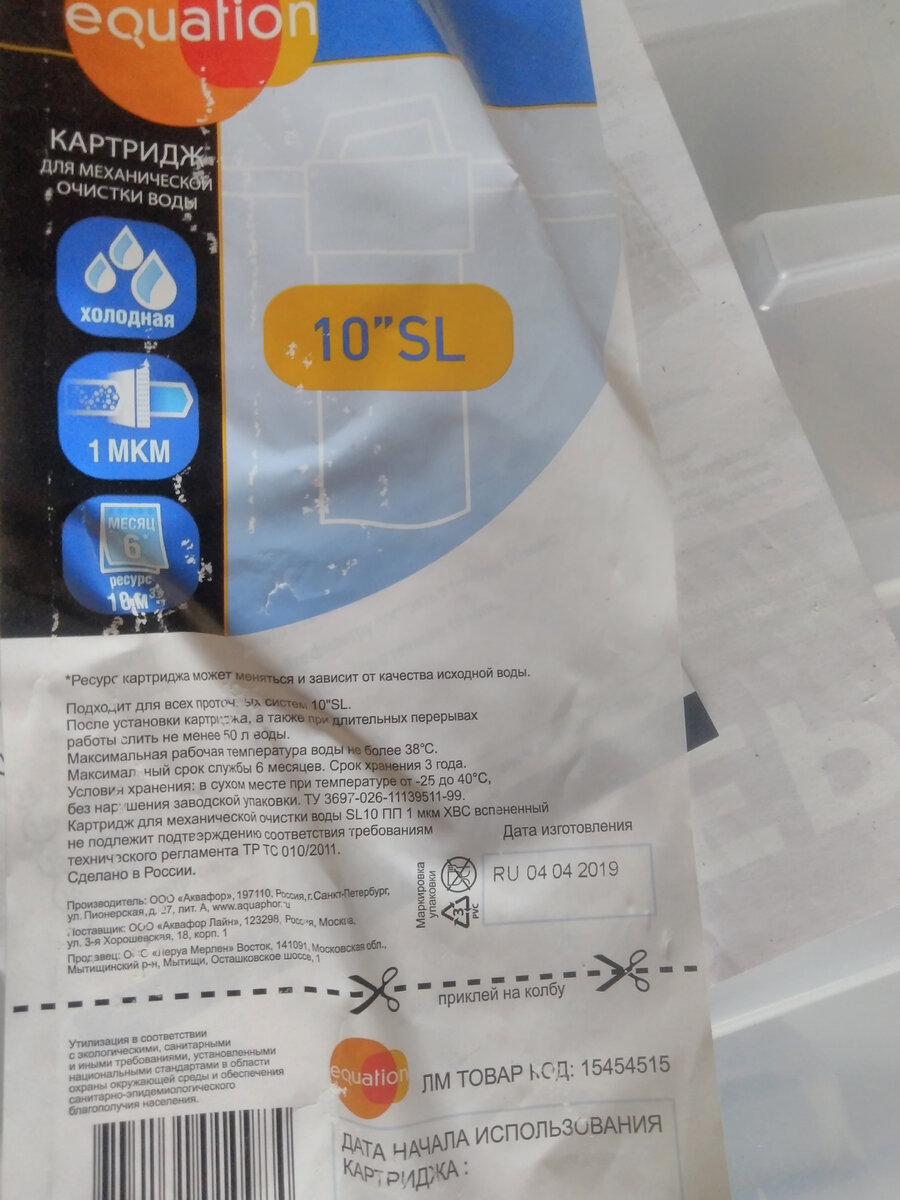 equation
КАРТРИДЖ
ДЛЯ МЕХАНИЧЕСКОЙ
ОЧИСТКИ ВОДЫ
холодная
10”SL
1 МКМ
МЕСЯЦ
6*
ресурс
10 м³
*Ресурс картриджа может меняться и зависит от качества исходной воды.
Подходит для всех проточных систем 10"SL.
После установки картриджа, а также при длительных перерывах
работы слить не менее 50 л воды.
Максимальная рабочая температура воды не более 38°С.
Максимальный срок службы 6 месяцев. Срок хранения 3 года.
Условия хранения: в сухом месте при температуре от -25 до 40°С,
без нарушения заводской упаковки. ТУ 3697-026-11139511-99.
Картридж для механической очистки воды SL10 ПП 1 мкм ХВС вспененный
не подлежит подтверждению соответствия требованиям
технического регламента ТР ТС 010/2011.
Сделано в России.
Дата изготовления
RU 04 04 2019
Маркировка
упаковки
3
PVC
Производитель: ООО «Аквафор», 197110, Россия, г. Санкт-Петербург,
ул. Пионерская, д. 27, лит. А, www.aquaphor.ru
Поставщик: ООО «Аквафор Лайн», 123298, Россия, Москва,
ул. 3-я Хорошевская, 18, корп. 1
Продавец: ООО «Леруа Мерлен» Восток, 141091, Московская обл.,
Мытищинский р-н, Мытищи, Осташковское шоссе, 1
приклей на колбу
Утилизация в соответствии
с экологическими, санитарными
и иными требованиями, установленными
национальными стандартами в области
охраны окружающей среды и обеспечения
санитарно-эпидемиологического
благополучия населения.
equation
ЛМ ТОВАР КОД: 15454515
ДАТА НАЧАЛА ИСПОЛЬЗОВАНИЯ
КАРТРИДЖА :